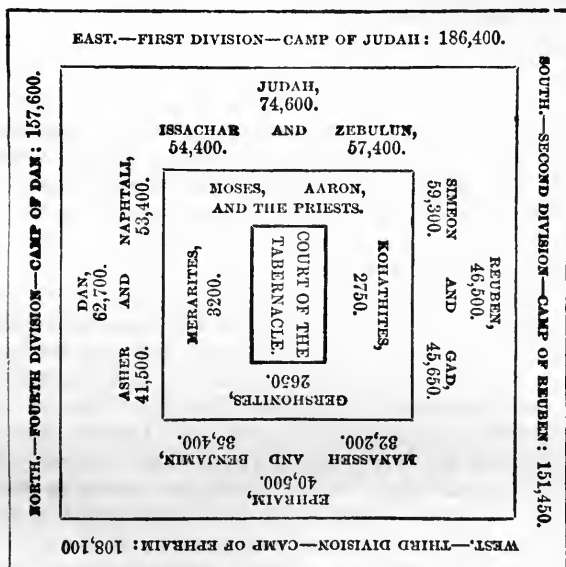 EAST.—FIRST DIVISION—CAMP OF JUDAH: 186,400.
JUDAH,
74,600.
ISSACHAR AND ZEBULUN,
54,400. 57,400.
SOUTH.—SECOND DIVISION—CAMP OF REUBEN: 151,450.
REUBEN,
46,500.
SIMEON AND GAD,
59,300. 45,650.
WEST.—THIRD DIVISION—CAMP OF EPHRAIM: 108,100
EPHRAIM,
40,500.
MANASSEH AND BENJAMIN,
32,200. 35,400.
NORTH.—FOURTH DIVISION—CAMP OF DAN: 157,600.
DAN,
62,700.
ASHER AND NAPHTALI,
41,500. 53,400.
MOSES, AARON,
AND THE PRIESTS.
KOHATHITES,
2750.
GERSHONITES,
2650.
MERARITES,
3200.
COURT OF THE
TABERNACLE.